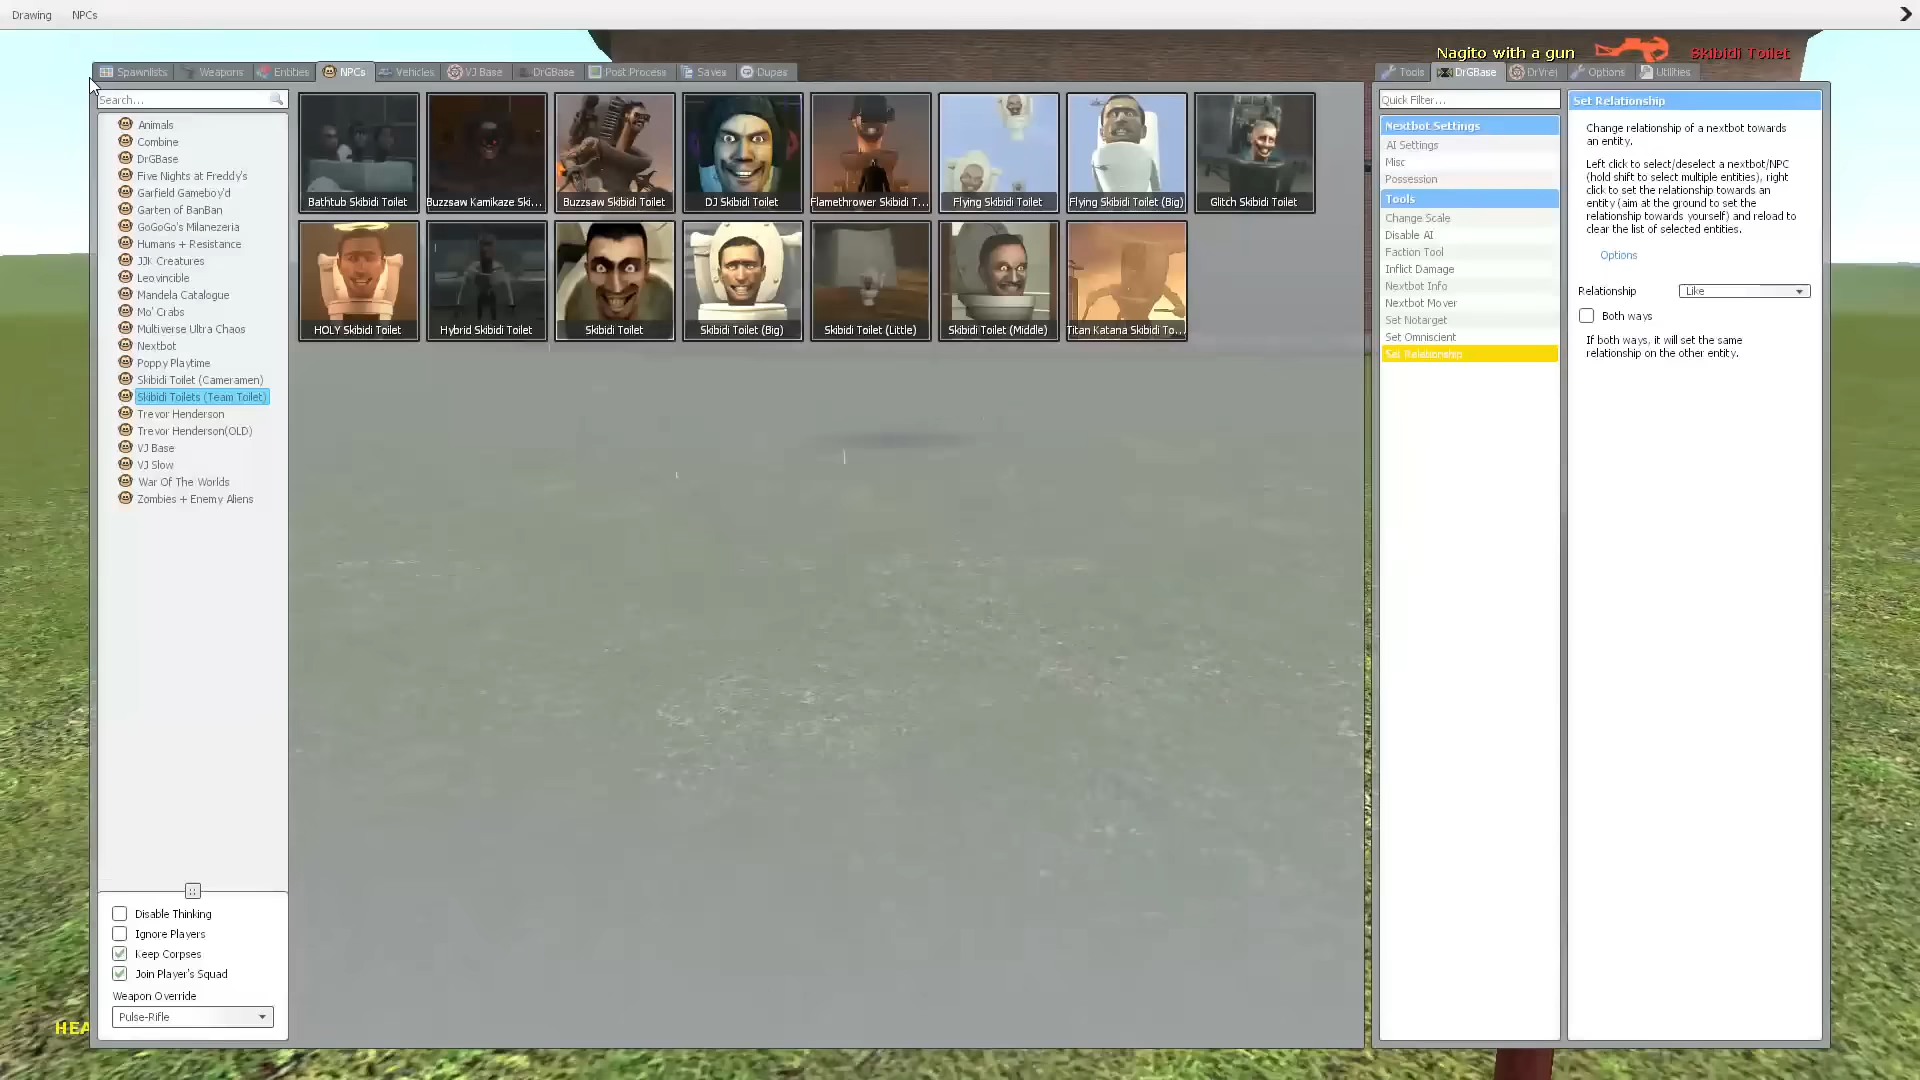 Drawing NPCs
Nagito with a gun Skibidi Toilet
Spawnlists Weapons Entities NPCs Vehicles VJ Base DrGBase Post Process Saves Dupes
Tools DrGBase DrVrej Options Utilities
Search...
Animals
Combine
DrGBase
Five Nights at Freddy's
Garfield Gameboy'd
Garten of BanBan
GoGoGo's Milanezeria
Humans + Resistance
JJK Creatures
Leovincible
Mandela Catalogue
Mo' Crabs
Multiverse Ultra Chaos
Nextbot
Poppy Playtime
Skibidi Toilet (Cameramen)
Skibidi Toilets (Team Toilet)
Trevor Henderson
Trevor Henderson(OLD)
VJ Base
VJ Slow
War Of The Worlds
Zombies + Enemy Aliens
Disable Thinking
Ignore Players
Keep Corpses
Join Player's Squad
Weapon Override
Pulse-Rifle
HEA
Bathtub Skibidi Toilet Buzzsaw Kamikaze Ski... Buzzsaw Skibidi Toilet DJ Skibidi Toilet Flamethrower Skibidi T... Flying Skibidi Toilet Flying Skibidi Toilet (Big) Glitch Skibidi Toilet
HOLY Skibidi Toilet Hybrid Skibidi Toilet Skibidi Toilet Skibidi Toilet (Big) Skibidi Toilet (Little) Skibidi Toilet (Middle) Titan Katana Skibidi To...
Quick Filter...
Nextbot Settings
AI Settings
Misc
Possession
Tools
Change Scale
Disable AI
Faction Tool
Inflict Damage
Nextbot Info
Nextbot Mover
Set Notarget
Set Omniscient
Set Relationship
Set Relationship
Change relationship of a nextbot towards
an entity.
Left click to select/deselect a nextbot/NPC
(hold shift to select multiple entities), right
click to set the relationship towards an
entity (aim at the ground to set the
relationship towards yourself) and reload to
clear the list of selected entities.
Options
Relationship Like
Both ways
If both ways, it will set the same
relationship on the other entity.